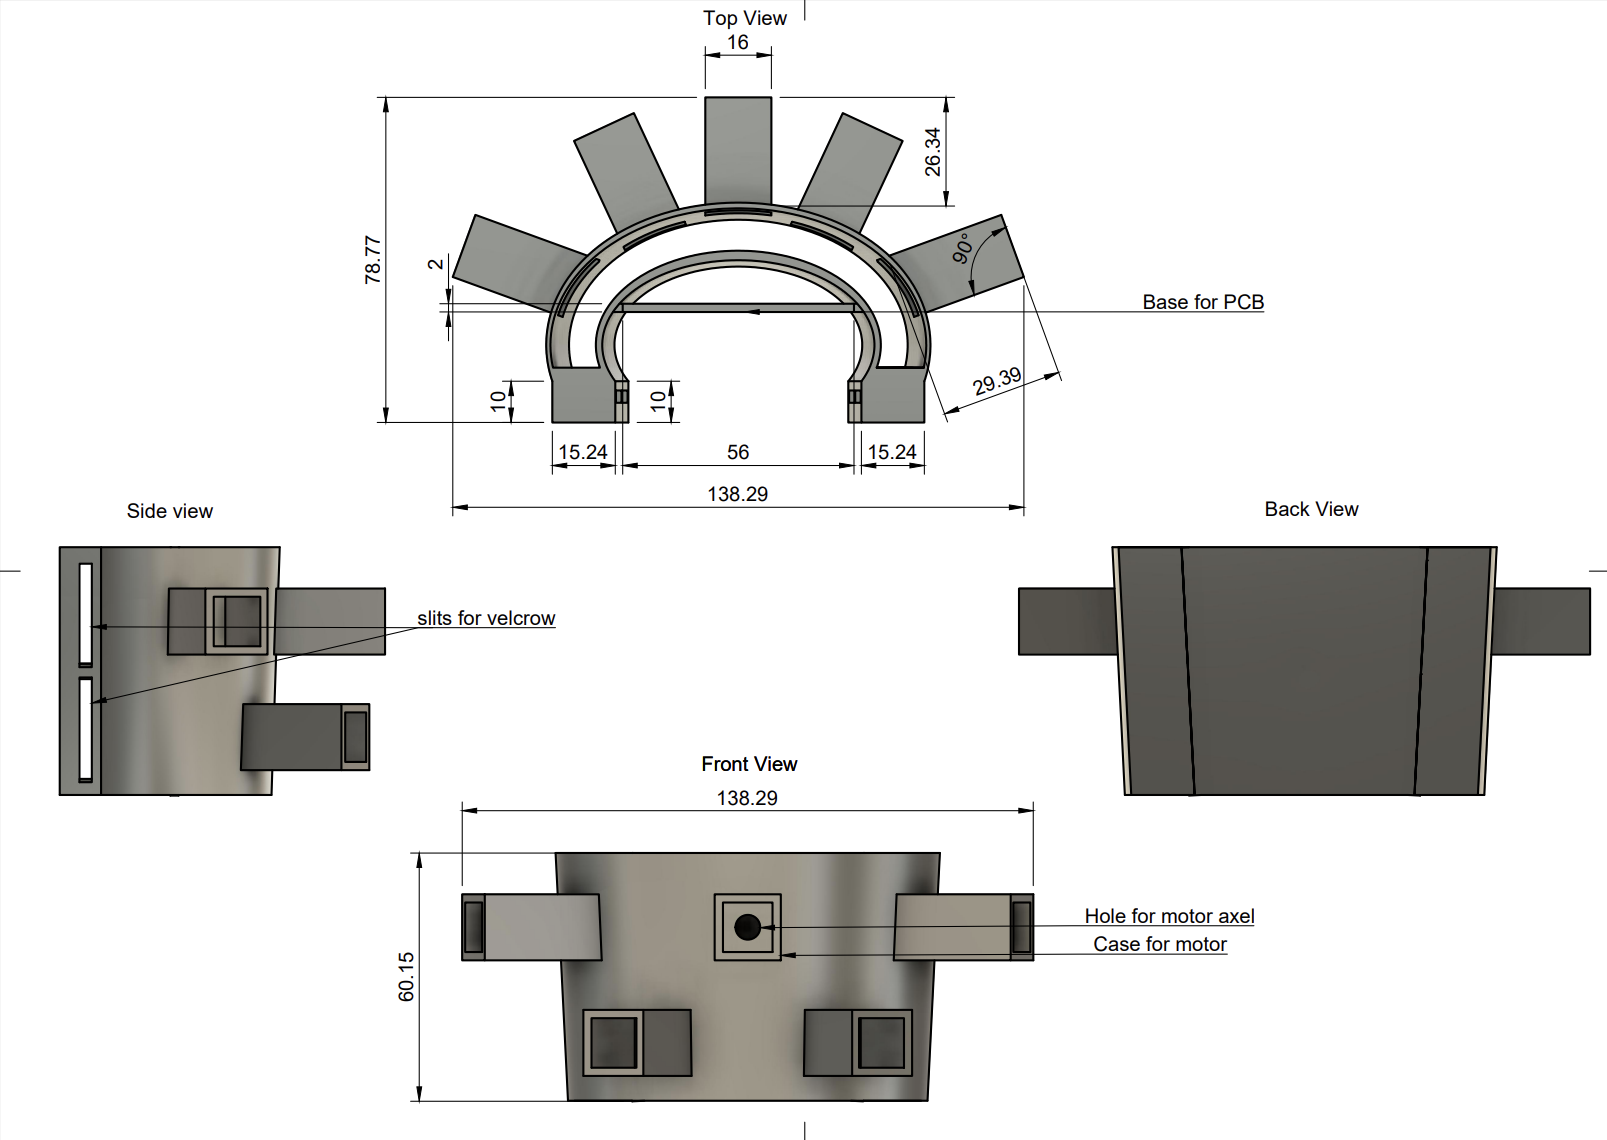 Top View
16
26.34
78.77
2
90°
Base for PCB
29.39
10
10
15.24
56
15.24
138.29
Side view
Back View
slits for velcrow
Front View
138.29
Hole for motor axel
Case for motor
60.15